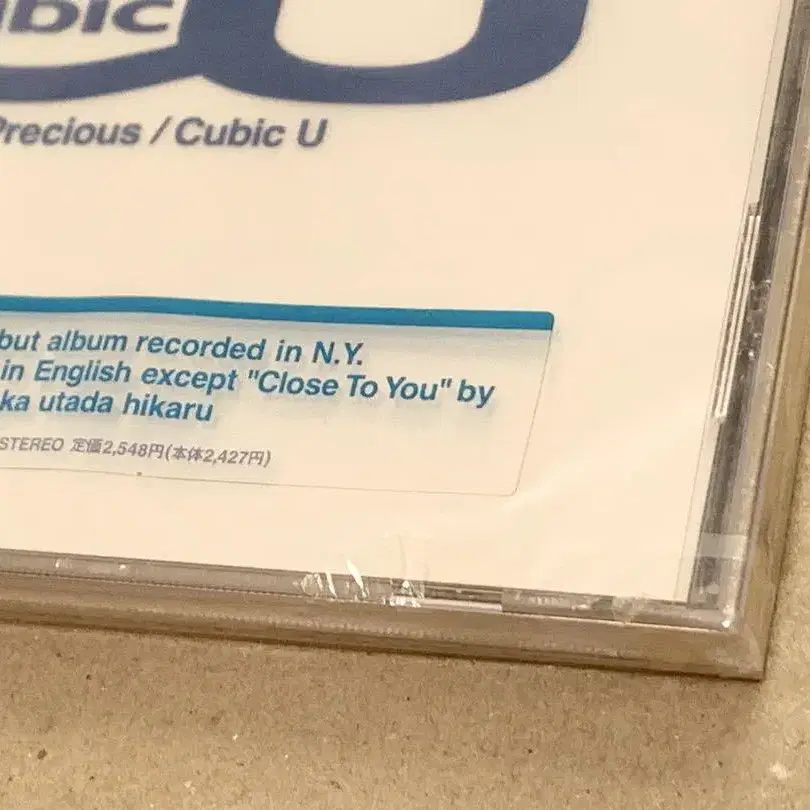 ubic U
Precious / Cubic U
but album recorded in N.Y.
in English except "Close To You" by
ka utada hikaru
STEREO 定価2,548円(本体2,427円)